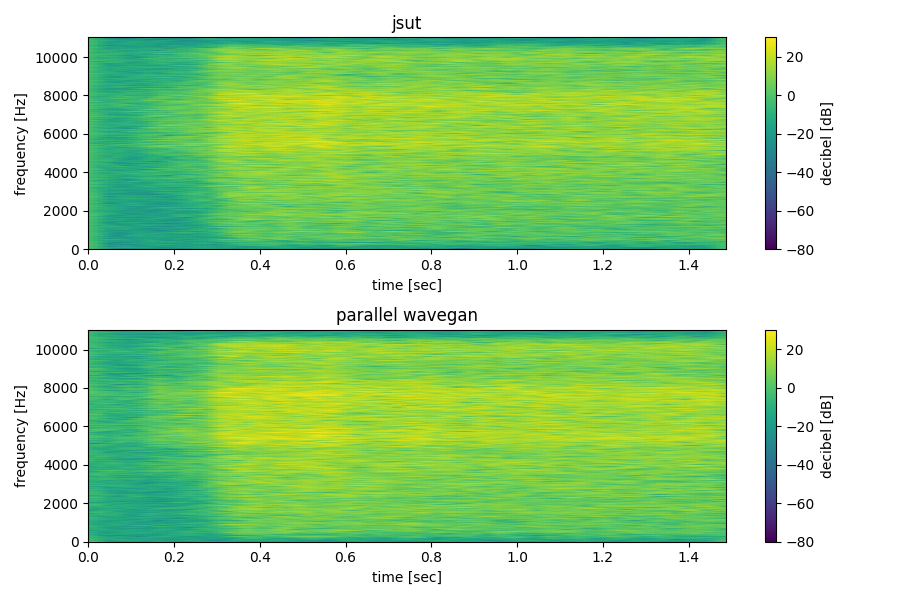 jsut
frequency [Hz]
10000
8000
6000
4000
2000
0
0.0 0.2 0.4 0.6 0.8 1.0 1.2 1.4
time [sec]
20
0
−20
−40
−60
−80
decibel [dB]
parallel wavegan
frequency [Hz]
10000
8000
6000
4000
2000
0
0.0 0.2 0.4 0.6 0.8 1.0 1.2 1.4
time [sec]
20
0
−20
−40
−60
−80
decibel [dB]